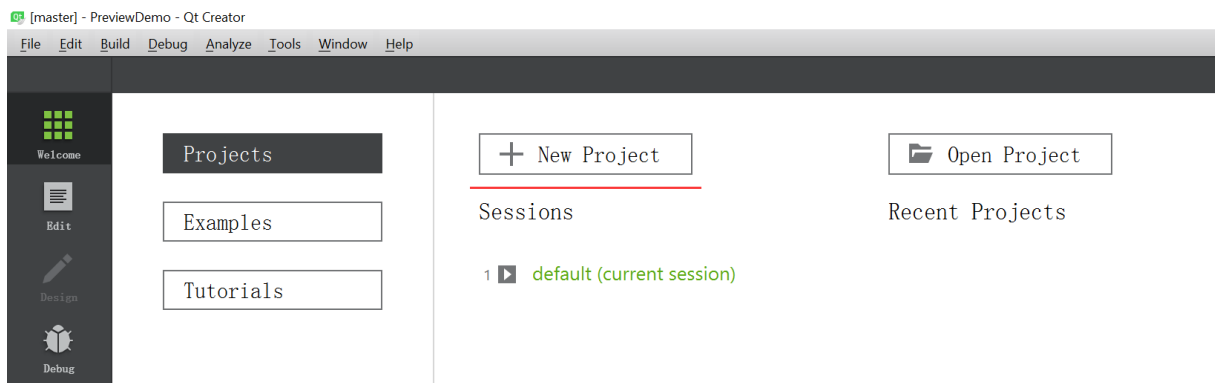 [master] - PreviewDemo - Qt Creator
File Edit Build Debug Analyze Tools Window Help
Welcome
Edit
Design
Debug
Projects
Examples
Tutorials
New Project
Open Project
Sessions
Recent Projects
1 default (current session)